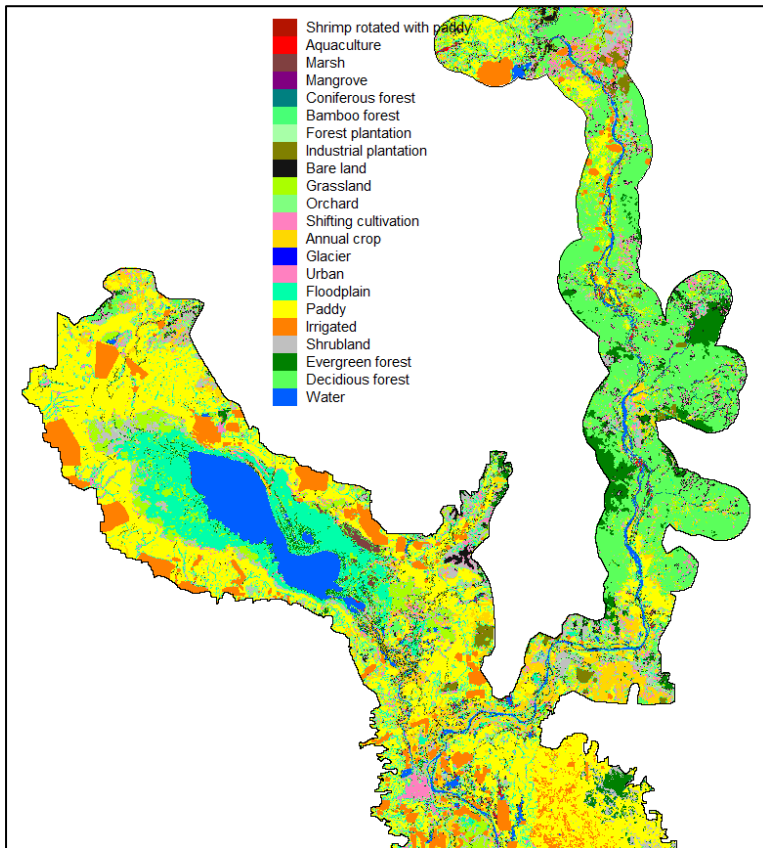 Shrimp rotated with paddy
Aquaculture
Marsh
Mangrove
Coniferous forest
Bamboo forest
Forest plantation
Industrial plantation
Bare land
Grassland
Orchard
Shifting cultivation
Annual crop
Glacier
Urban
Floodplain
Paddy
Irrigated
Shrubland
Evergreen forest
Decidious forest
Water